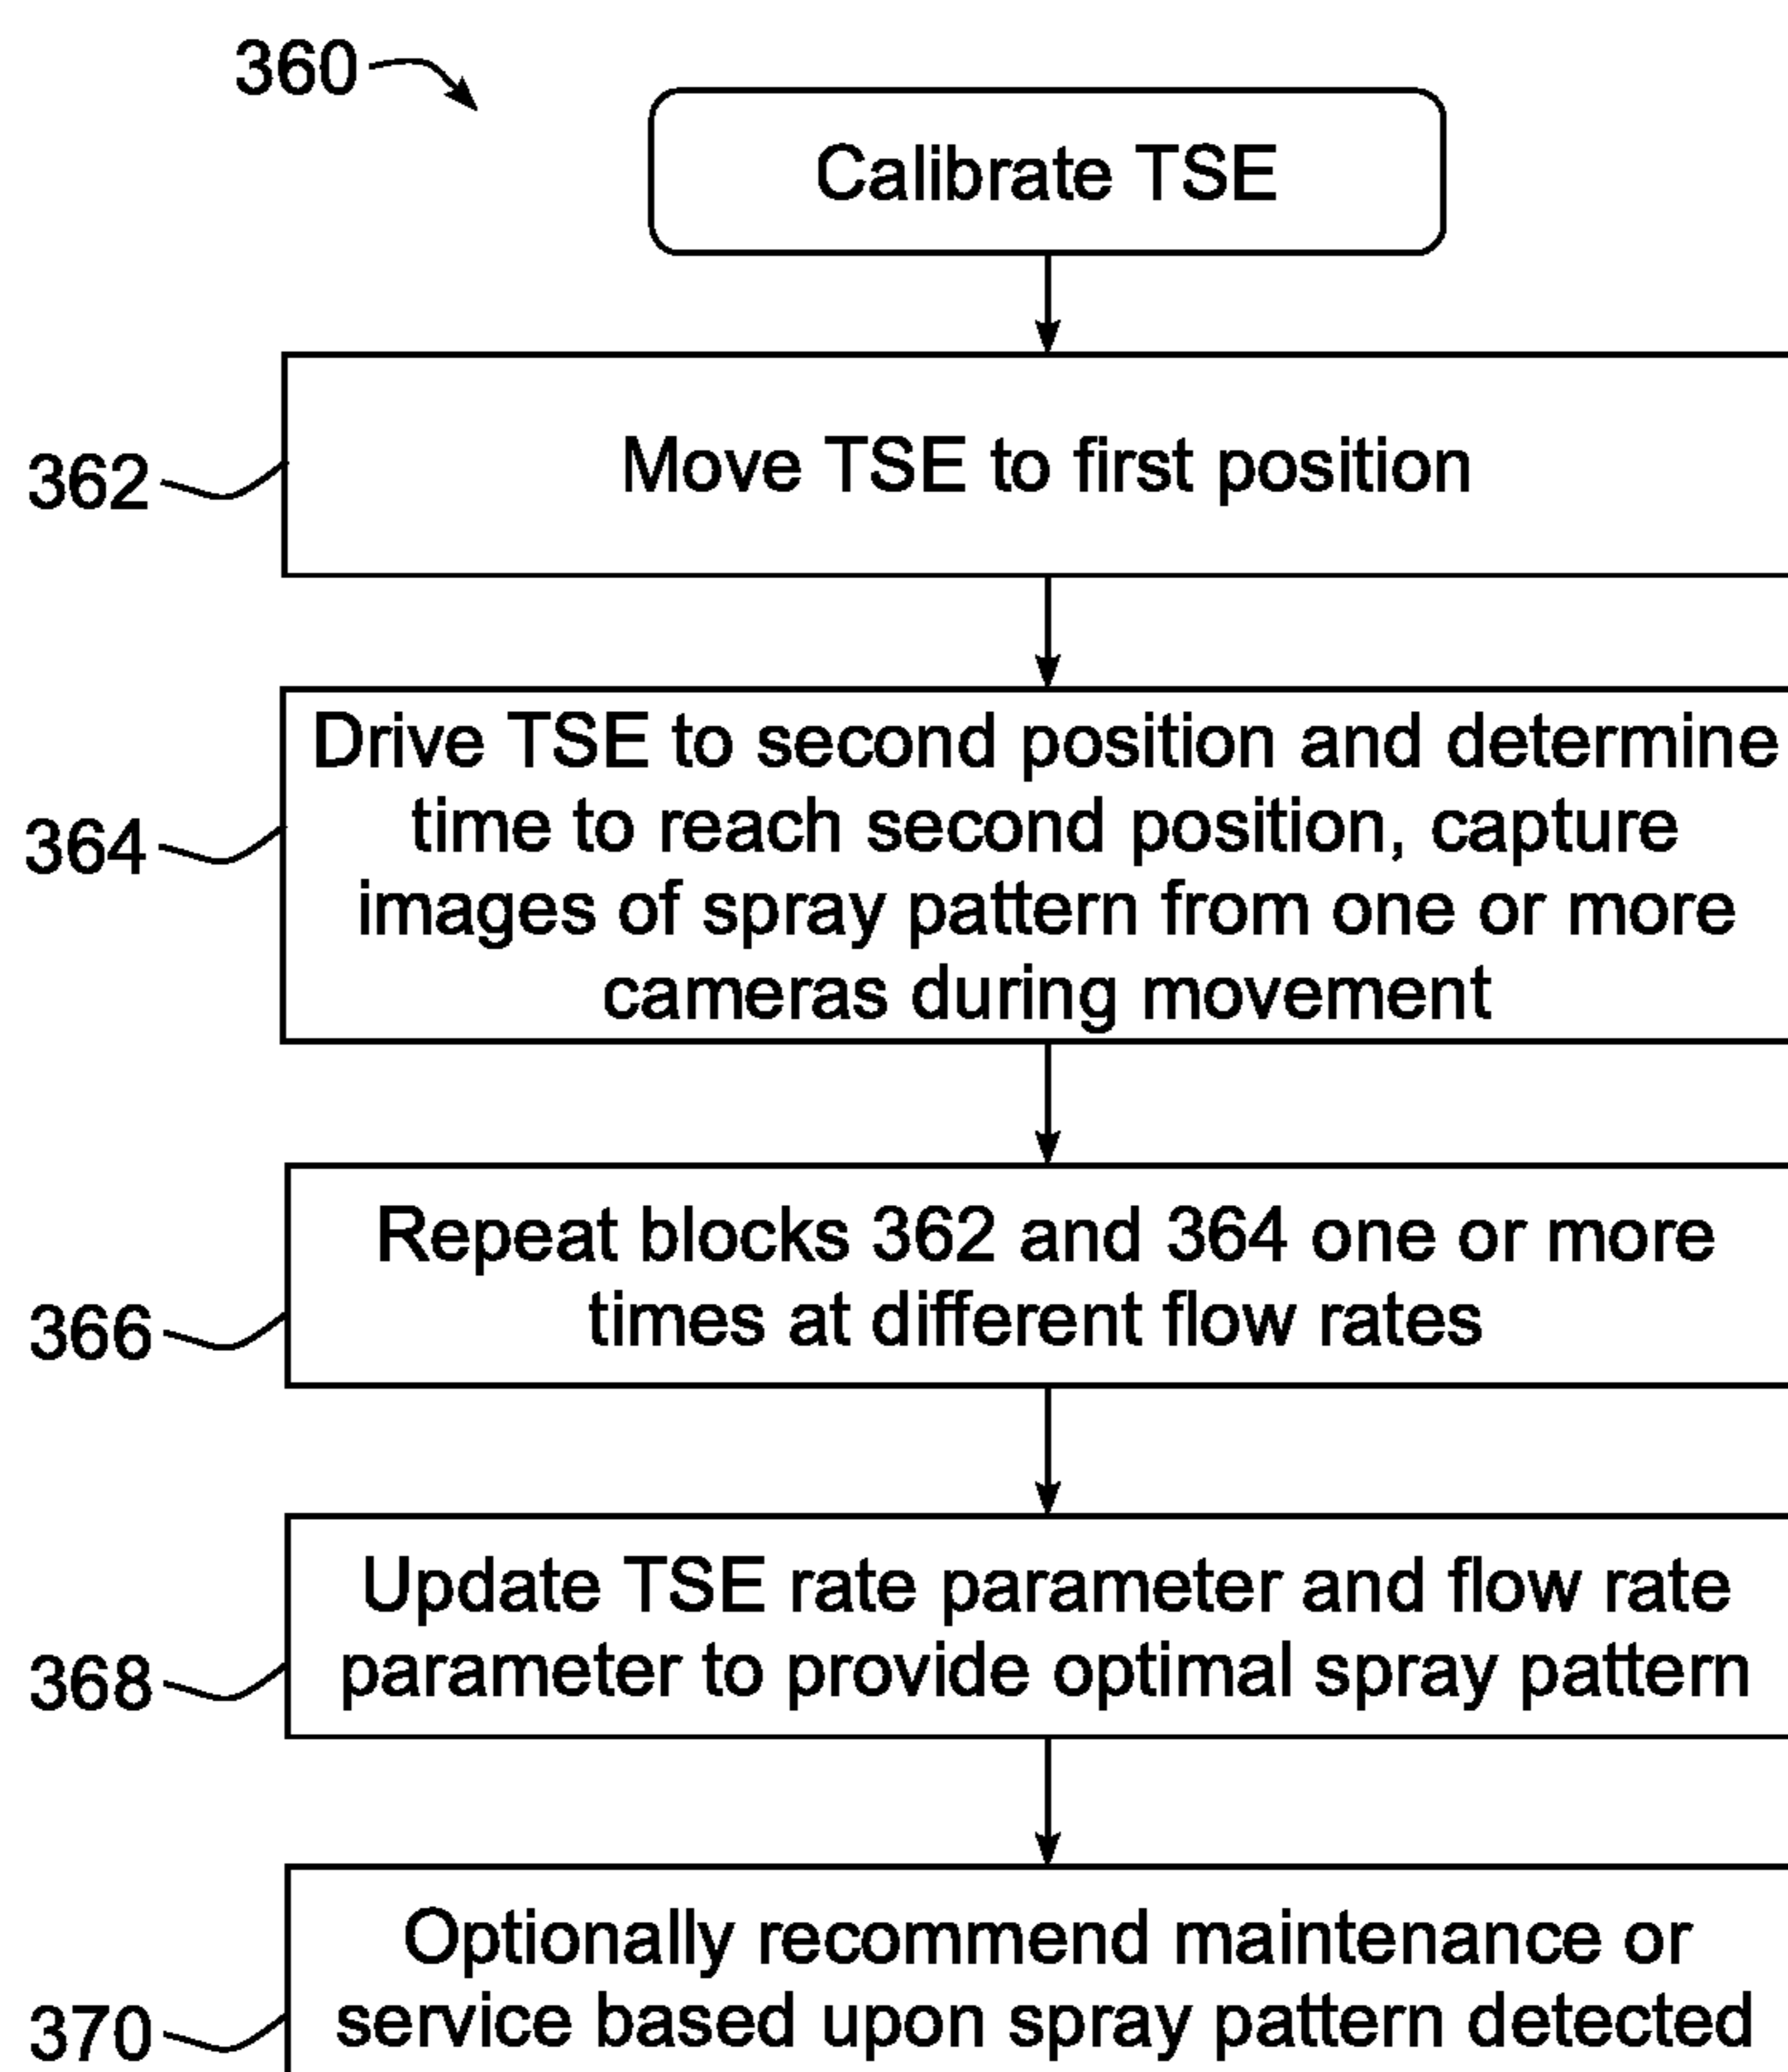 360
Calibrate TSE
362
Move TSE to first position
364
Drive TSE to second position and determine
time to reach second position, capture
images of spray pattern from one or more
cameras during movement
366
Repeat blocks 362 and 364 one or more
times at different flow rates
368
Update TSE rate parameter and flow rate
parameter to provide optimal spray pattern
370
Optionally recommend maintenance or
service based upon spray pattern detected